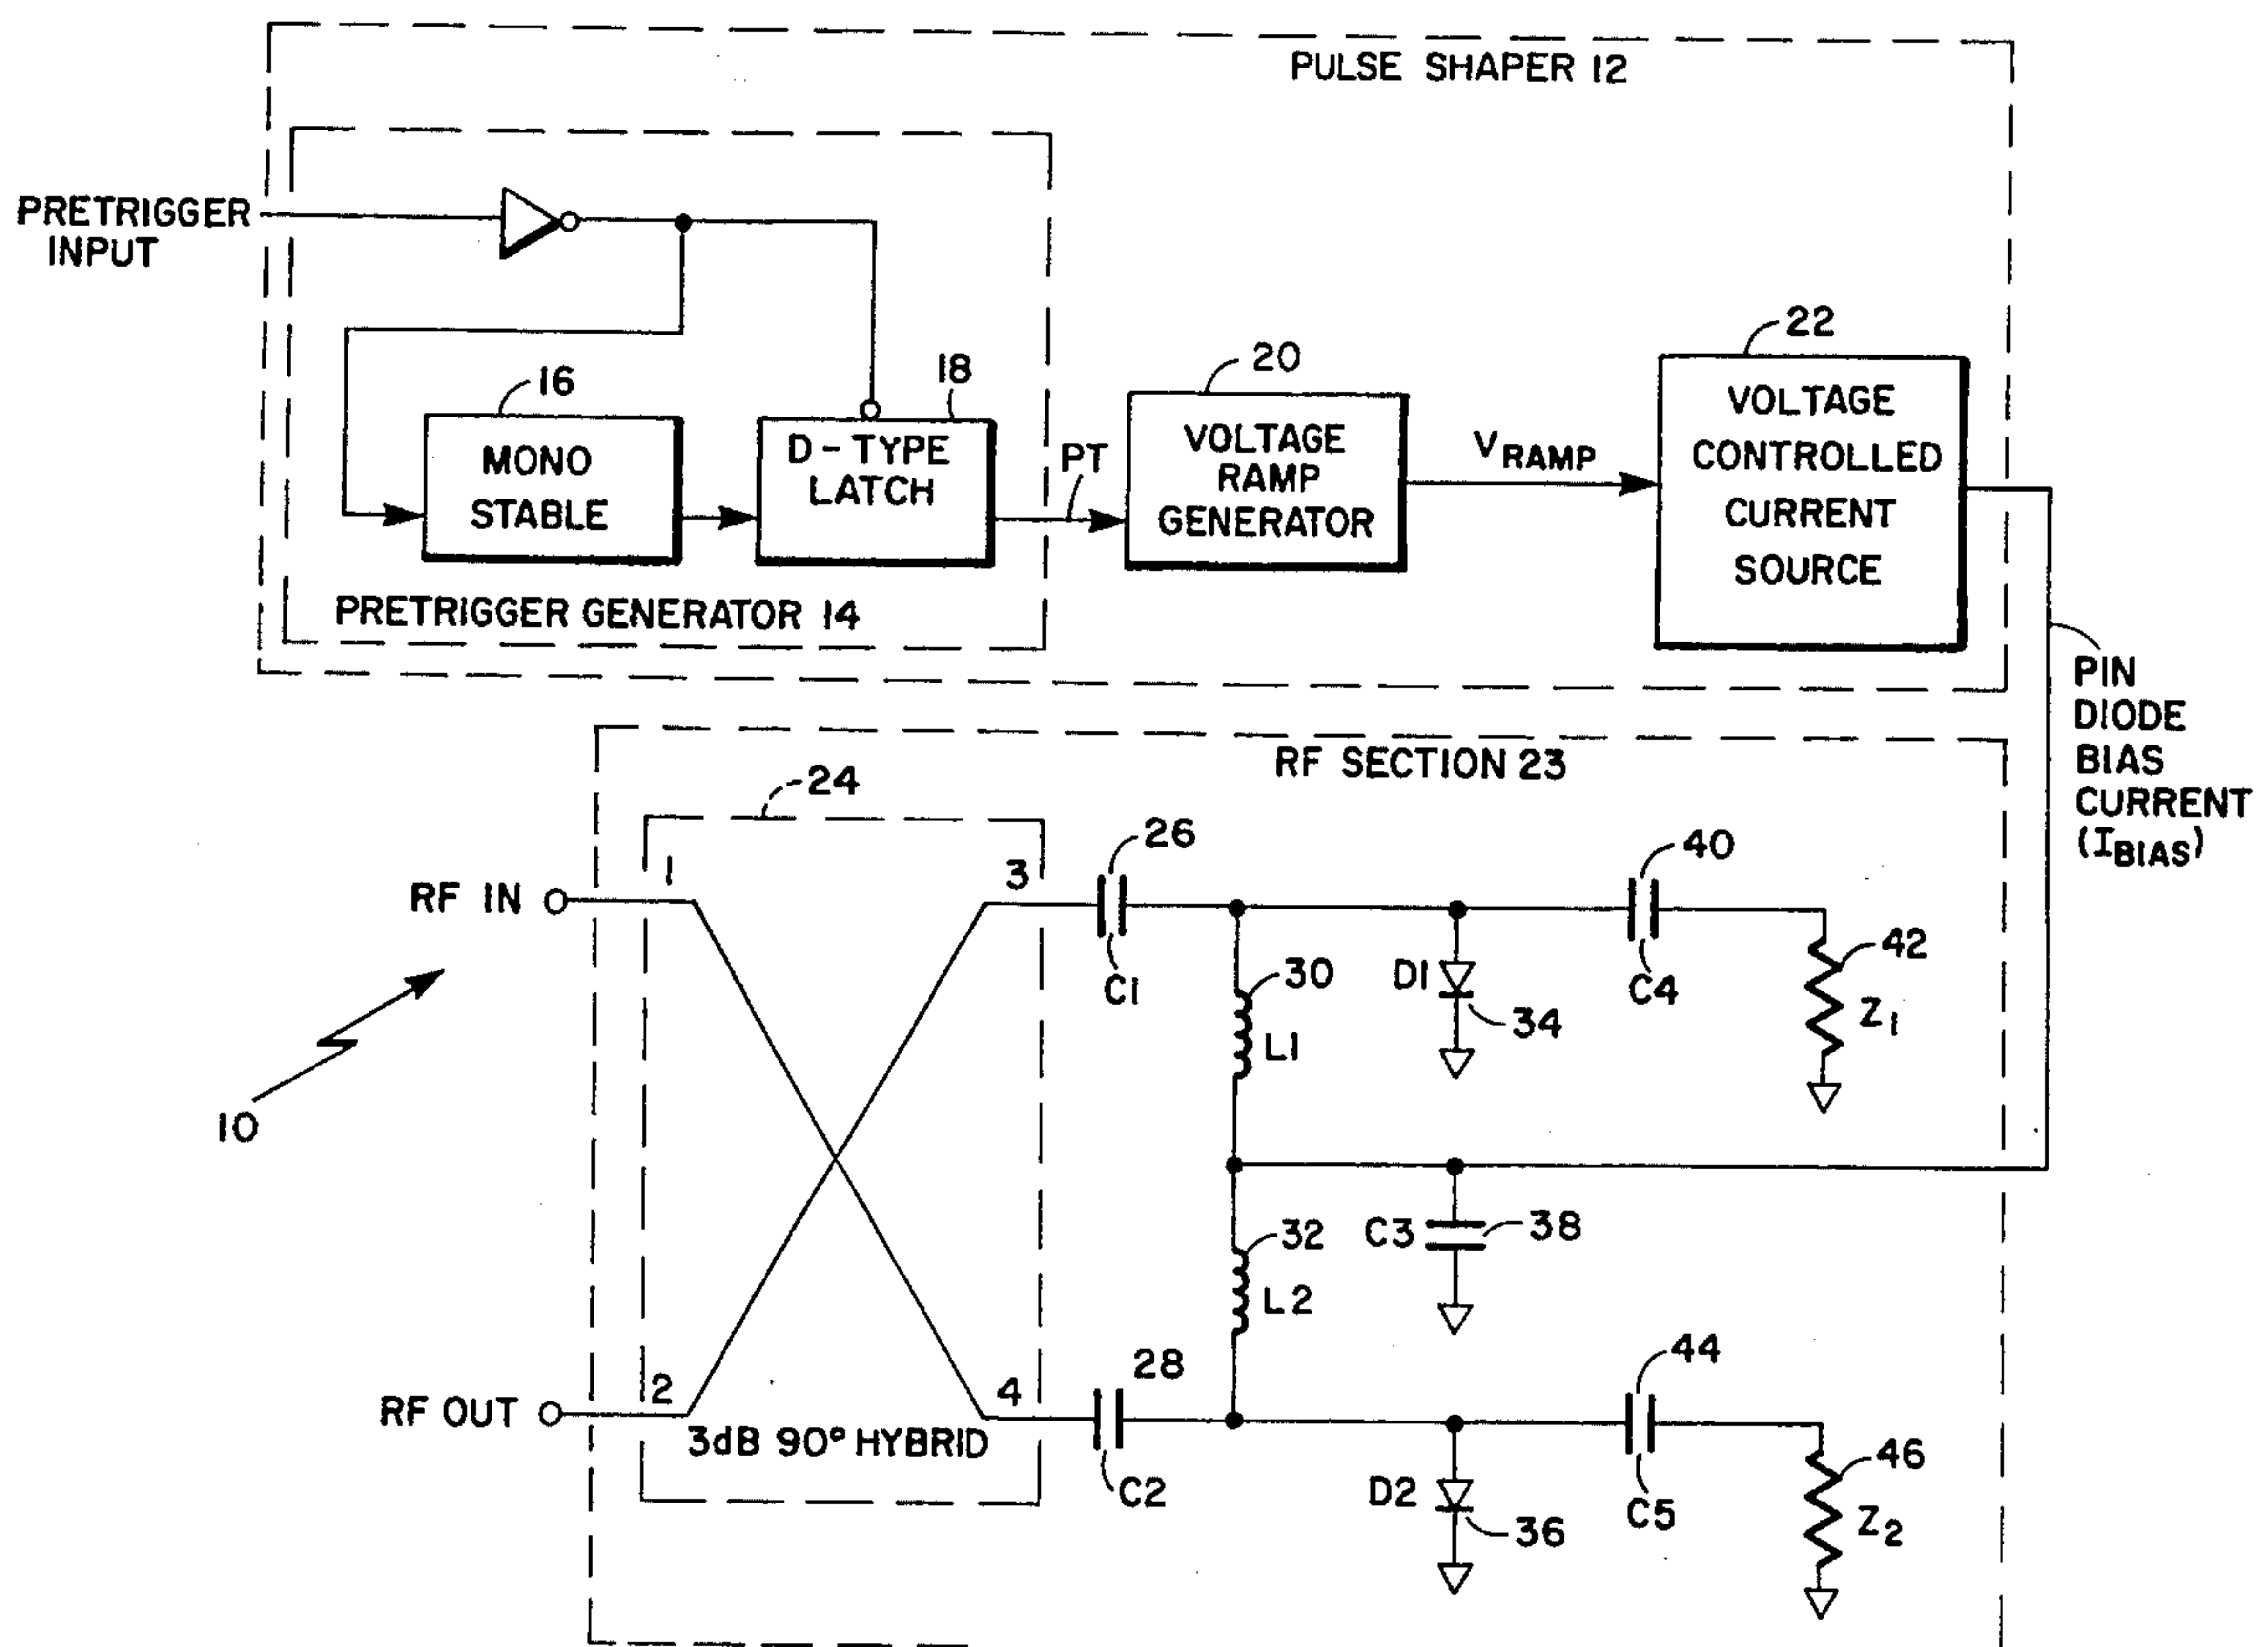 PULSE SHAPER 12
PRETRIGGER
INPUT
16
MONO
STABLE
18
D-TYPE
LATCH
PT
20
VOLTAGE
RAMP
GENERATOR
VRAMP
22
VOLTAGE
CONTROLLED
CURRENT
SOURCE
PRETRIGGER GENERATOR 14
PIN
DIODE
BIAS
CURRENT
(IBIAS)
RF SECTION 23
24
RF IN
1
3
26
C1
30
L1
D1
34
40
C4
42
Z1
10
32
L2
C3
38
RF OUT
2
4
3dB 90° HYBRID
28
C2
D2
36
44
C5
46
Z2